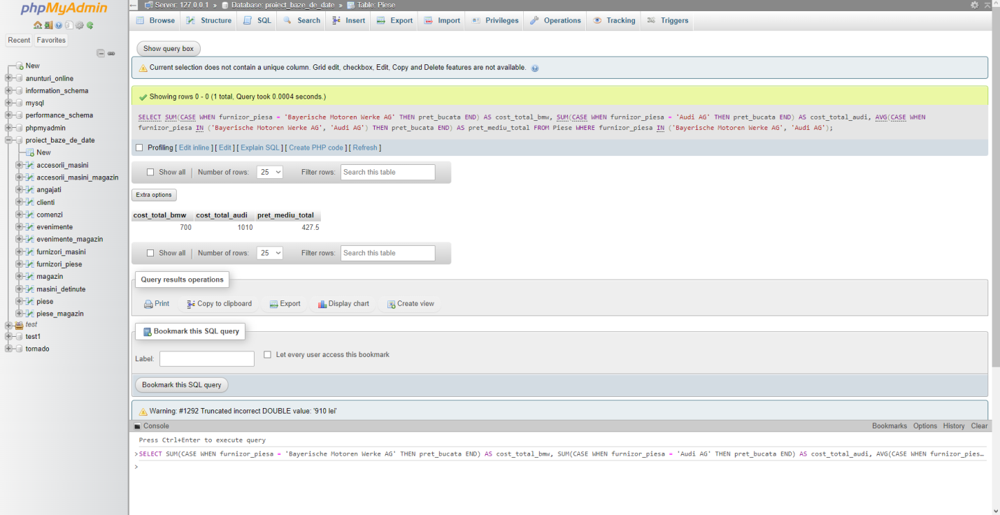 phpMyAdmin
Recent Favorites
New
anunturi_online
information_schema
mysql
performance_schema
phpmyadmin
proiect_baze_de_date
New
accesorii_masini
accesorii_masini_magazin
angajati
clienti
comenzi
evenimente
evenimente_magazin
furnizori_masini
furnizori_piese
magazin
masini_detinute
piese
piese_magazin
test
test1
tornado
Server: 127.0.0.1 » Database: proiect_baze_de_date » Table: Piese
Browse Structure SQL Search Insert Export Import Privileges Operations Tracking Triggers
Show query box
Current selection does not contain a unique column. Grid edit, checkbox, Edit, Copy and Delete features are not available.
Showing rows 0 - 0 (1 total, Query took 0.0004 seconds.)
SELECT SUM(CASE WHEN furnizor_piesa = 'Bayerische Motoren Werke AG' THEN pret_bucata END) AS cost_total_bmw, SUM(CASE WHEN furnizor_piesa = 'Audi AG' THEN pret_bucata END) AS cost_total_audi, AVG(CASE WHEN
furnizor_piesa IN ('Bayerische Motoren Werke AG', 'Audi AG') THEN pret_bucata END) AS pret_mediu_total FROM Piese WHERE furnizor_piesa IN ('Bayerische Motoren Werke AG', 'Audi AG');
Profiling [ Edit inline ] [ Edit ] [ Explain SQL ] [ Create PHP code ] [ Refresh ]
Show all Number of rows: 25 Filter rows: Search this table
Extra options
cost_total_bmw cost_total_audi pret_mediu_total
700 1010 427.5
Show all Number of rows: 25 Filter rows: Search this table
Query results operations
Print Copy to clipboard Export Display chart Create view
Bookmark this SQL query
Label: Let every user access this bookmark
Bookmark this SQL query
Warning: #1292 Truncated incorrect DOUBLE value: '910 lei'
Console Bookmarks Options History Clear
Press Ctrl+Enter to execute query
>SELECT SUM(CASE WHEN furnizor_piesa = 'Bayerische Motoren Werke AG' THEN pret_bucata END) AS cost_total_bmw, SUM(CASE WHEN furnizor_piesa = 'Audi AG' THEN pret_bucata END) AS cost_total_audi, AVG(CASE WHEN furnizor_pies…
>